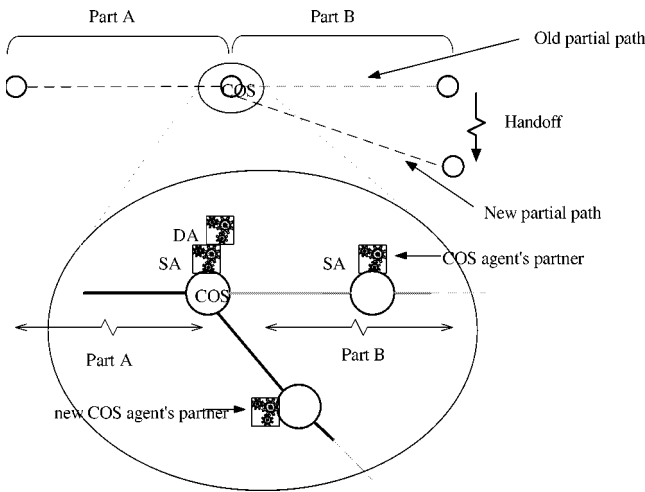 Part A
Part B
Old partial path
COS
Handoff
New partial path
DA
SA
SA
COS agent's partner
COS
Part A
Part B
new COS agent's partner